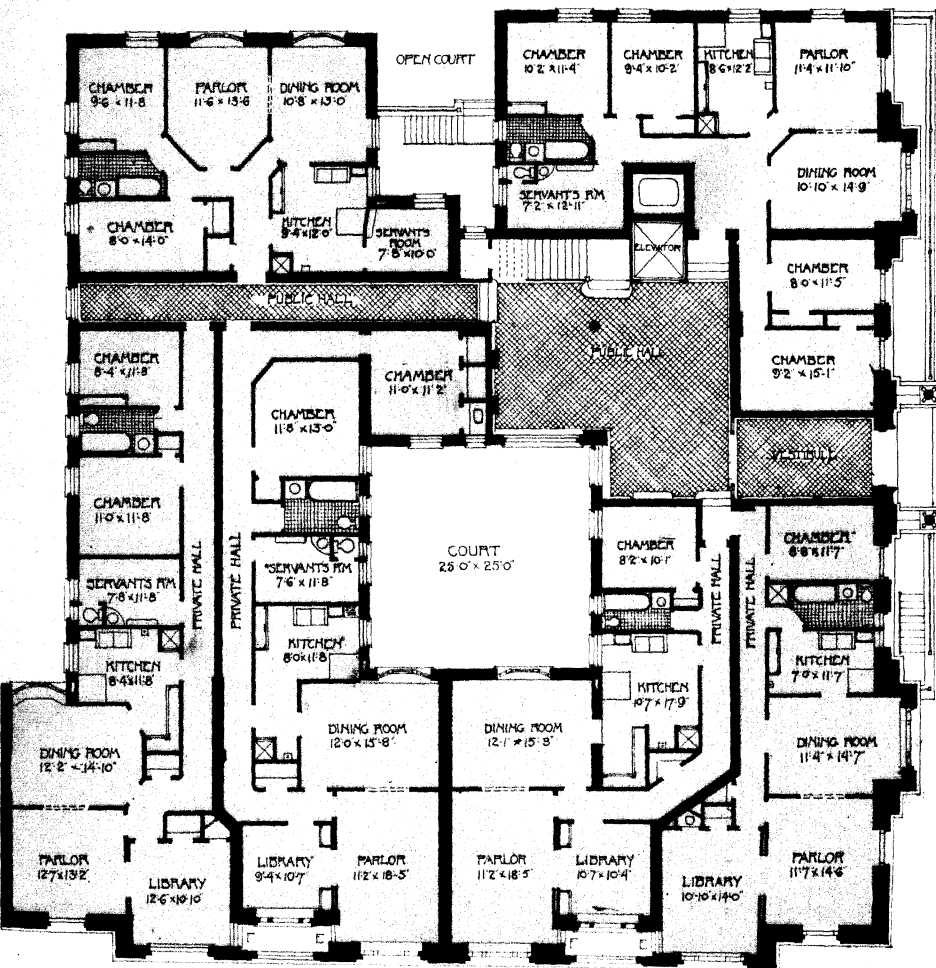 OPEN COURT
CHAMBER
9·6 × 11·8
PARLOR
11·6 × 13·6
DINING ROOM
10·8 × 13·0
CHAMBER
8·0 × 14·0
KITCHEN
9·4 × 12·0
SERVANTS
ROOM
7·8 × 10·0
CHAMBER
10·2 × 11·4
CHAMBER
9·4 × 10·2
KITCHEN
8·6 × 12·2
PARLOR
11·4 × 11·10
DINING ROOM
10·10 × 14·9
SERVANT'S R'M
7·2 × 12·11
ELEVATOR
CHAMBER
8·0 × 11·5
CHAMBER
9·2 × 15·1
PUBLIC HALL
PUBLIC HALL
VESTIBULE
CHAMBER
8·4 × 11·8
CHAMBER
11·0 × 11·8
SERVANT'S R'M
7·8 × 11·8
KITCHEN
8·4 × 11·8
DINING ROOM
12·2 × 14·10
PARLOR
12·7 × 13·2
LIBRARY
12·6 × 10·10
PRIVATE HALL
PRIVATE HALL
CHAMBER
11·0 × 11·2
CHAMBER
11·8 × 13·0
SERVANT'S R'M
7·6 × 11·8
KITCHEN
8·0 × 11·8
DINING ROOM
12·0 × 15·8
LIBRARY
9·4 × 10·7
PARLOR
11·2 × 18·5
COURT
25·0 × 25·0
CHAMBER
8·2 × 10·1
KITCHEN
10·7 × 17·9
DINING ROOM
12·1 × 15·8
PARLOR
11·2 × 18·5
LIBRARY
10·7 × 10·4
PRIVATE HALL
PRIVATE HALL
CHAMBER
8·8 × 11·7
KITCHEN
7·0 × 11·7
DINING ROOM
11·4 × 14·7
PARLOR
11·7 × 14·6
LIBRARY
10·10 × 14·0